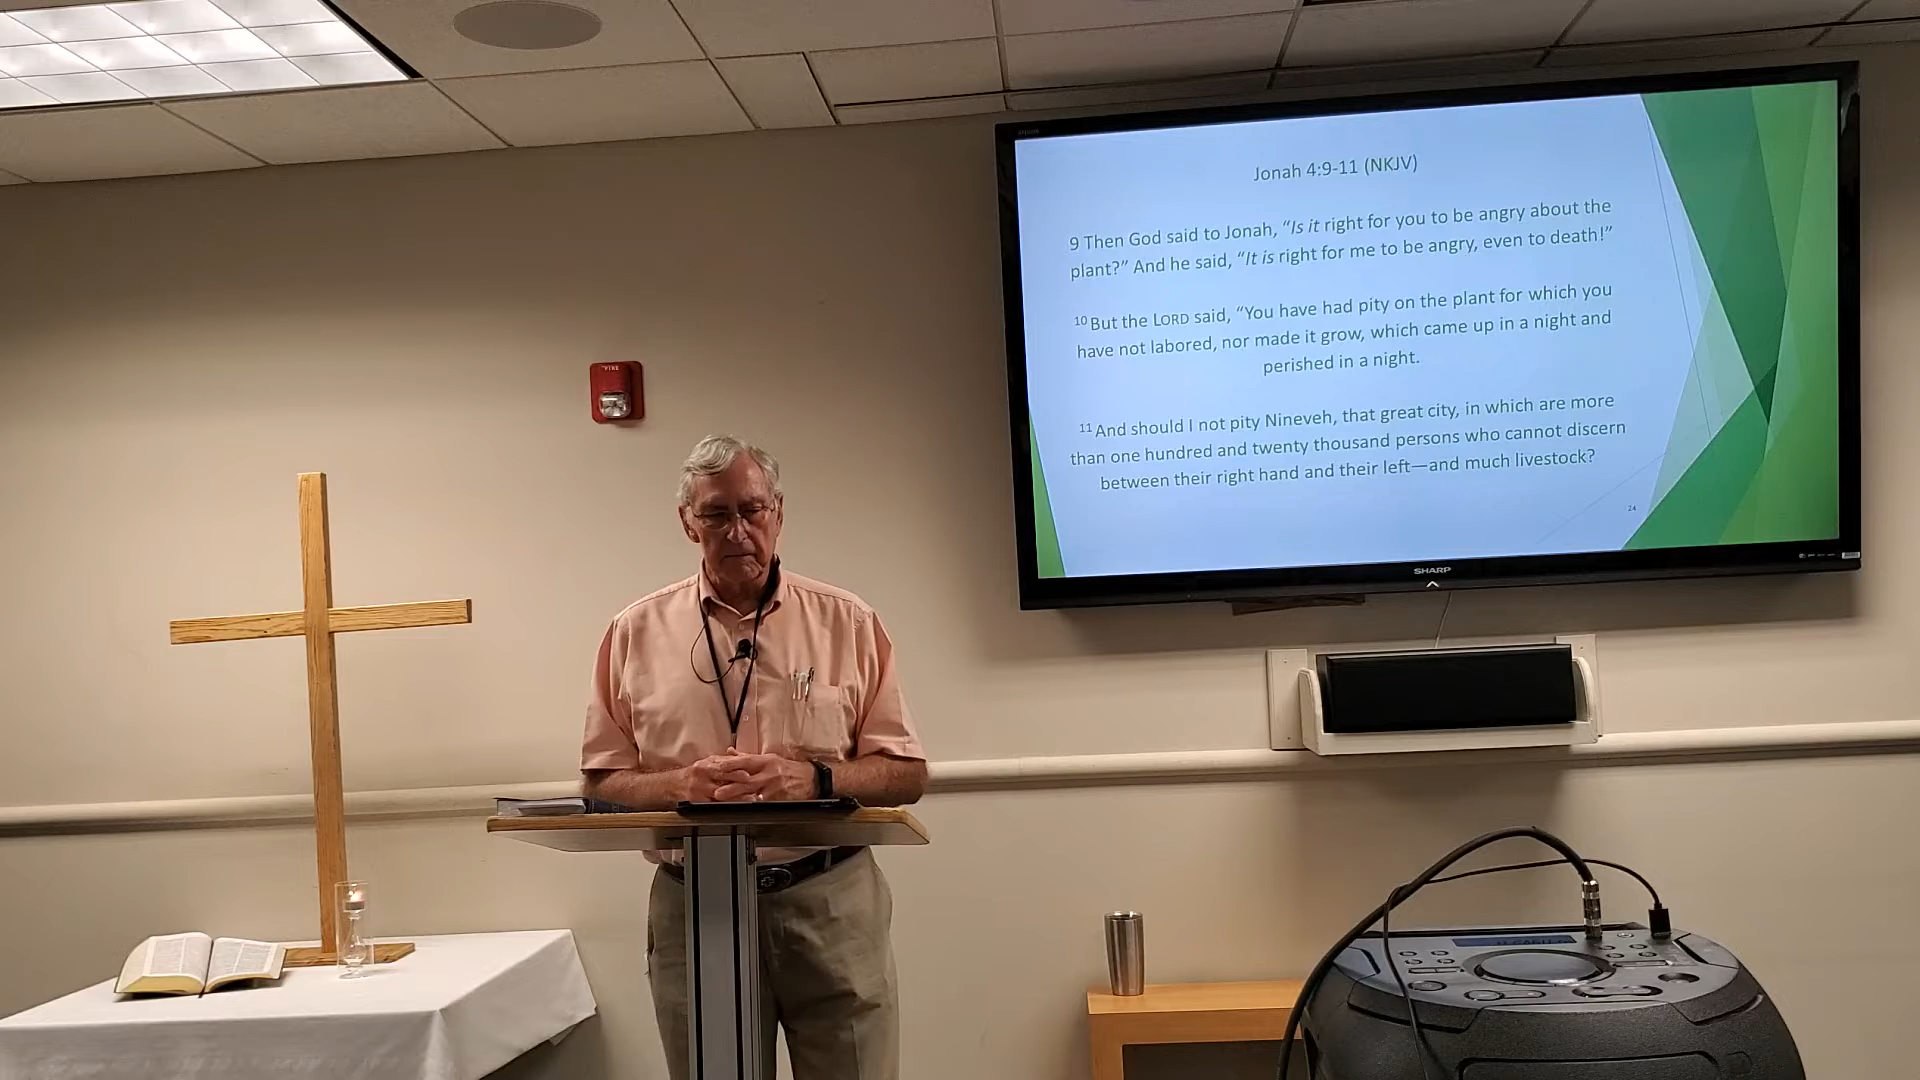 Jonah 4:9-11 (NKJV)
9 Then God said to Jonah, “Is it right for you to be angry about the
plant?” And he said, “It is right for me to be angry, even to death!”
10 But the LORD said, “You have had pity on the plant for which you
have not labored, nor made it grow, which came up in a night and
perished in a night.
11 And should I not pity Nineveh, that great city, in which are more
than one hundred and twenty thousand persons who cannot discern
between their right hand and their left—and much livestock?
24
SHARP
FIRE